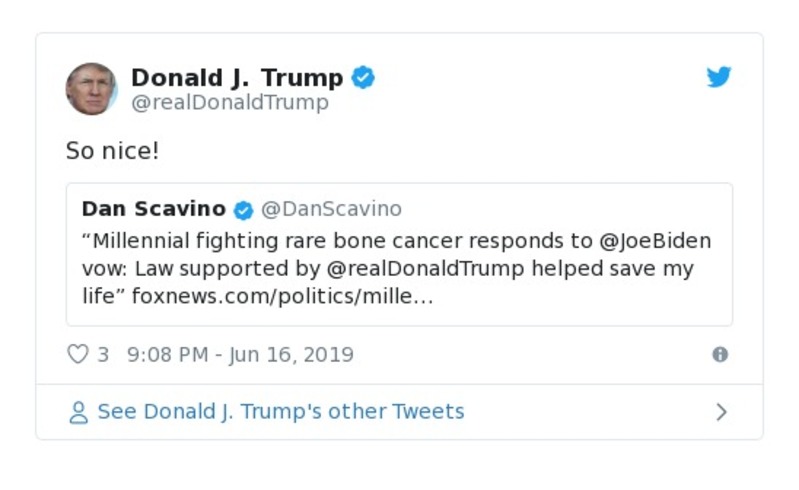 Donald J. Trump
@realDonaldTrump
So nice!
Dan Scavino @DanScavino
“Millennial fighting rare bone cancer responds to @JoeBiden
vow: Law supported by @realDonaldTrump helped save my
life” foxnews.com/politics/mille…
3 9:08 PM - Jun 16, 2019
See Donald J. Trump's other Tweets